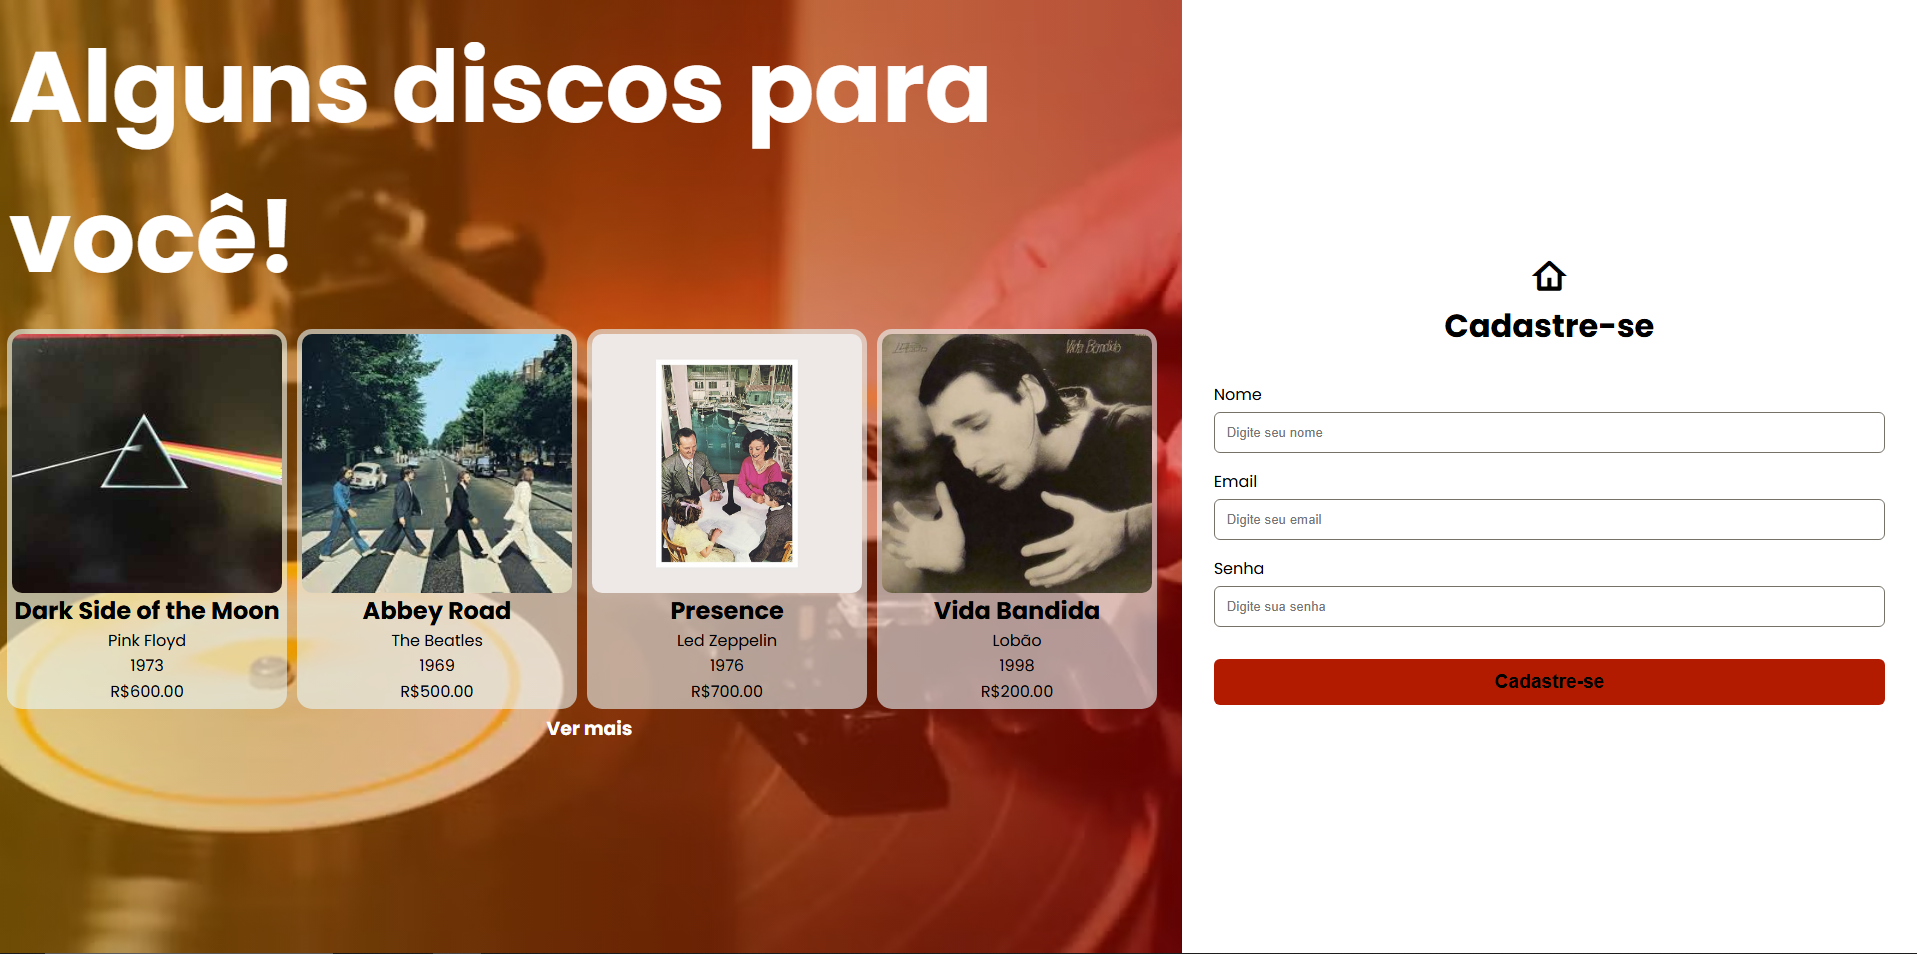 Alguns discos para
você!
Vida Bandida
Dark Side of the Moon
Pink Floyd
1973
R$600.00
Abbey Road
The Beatles
1969
R$500.00
Presence
Led Zeppelin
1976
R$700.00
Vida Bandida
Lobão
1998
R$200.00
Ver mais
Cadastre-se
Nome
Digite seu nome
Email
Digite seu email
Senha
Digite sua senha
Cadastre-se